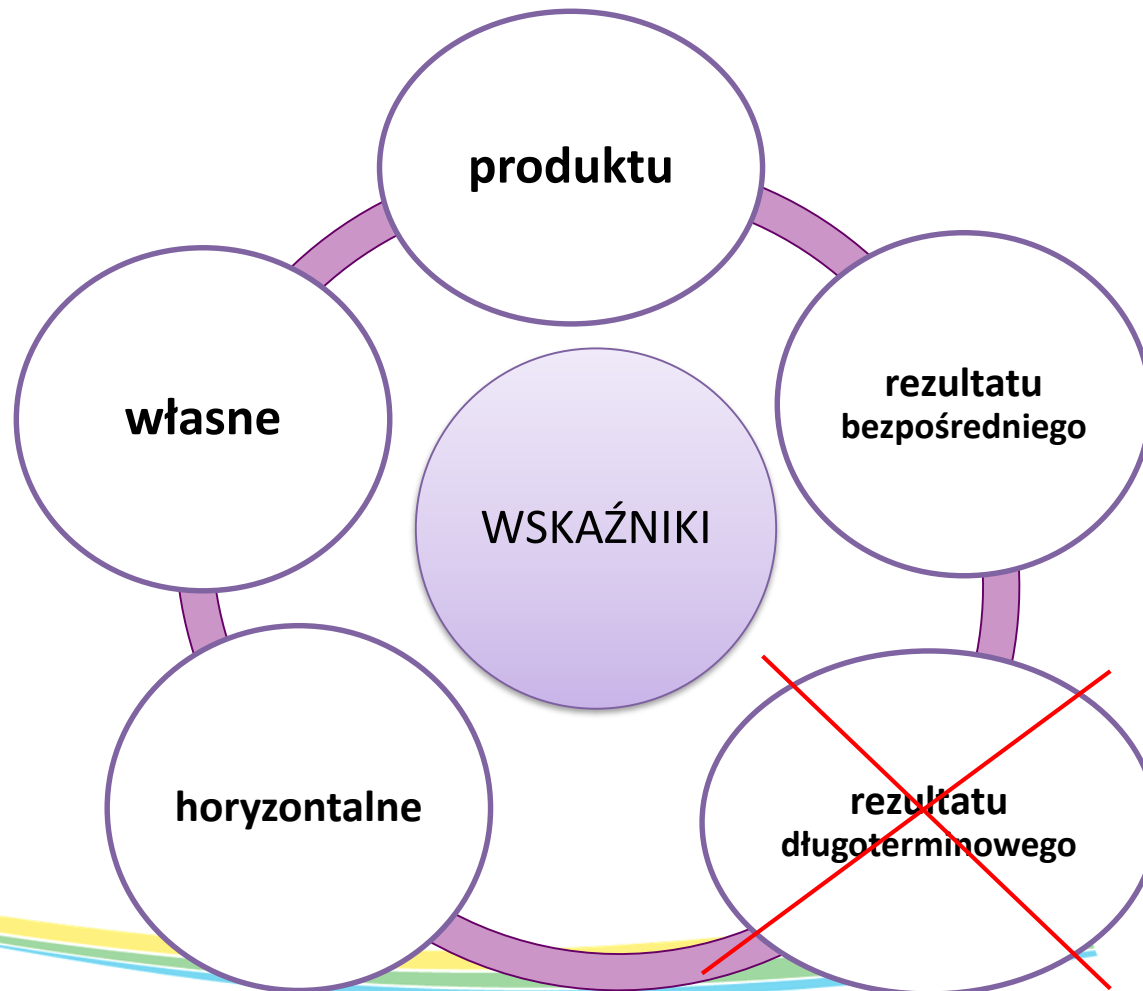 produktu
rezultatu
bezpośredniego
rezultatu
długoterminowego
horyzontalne
własne
WSKAŹNIKI